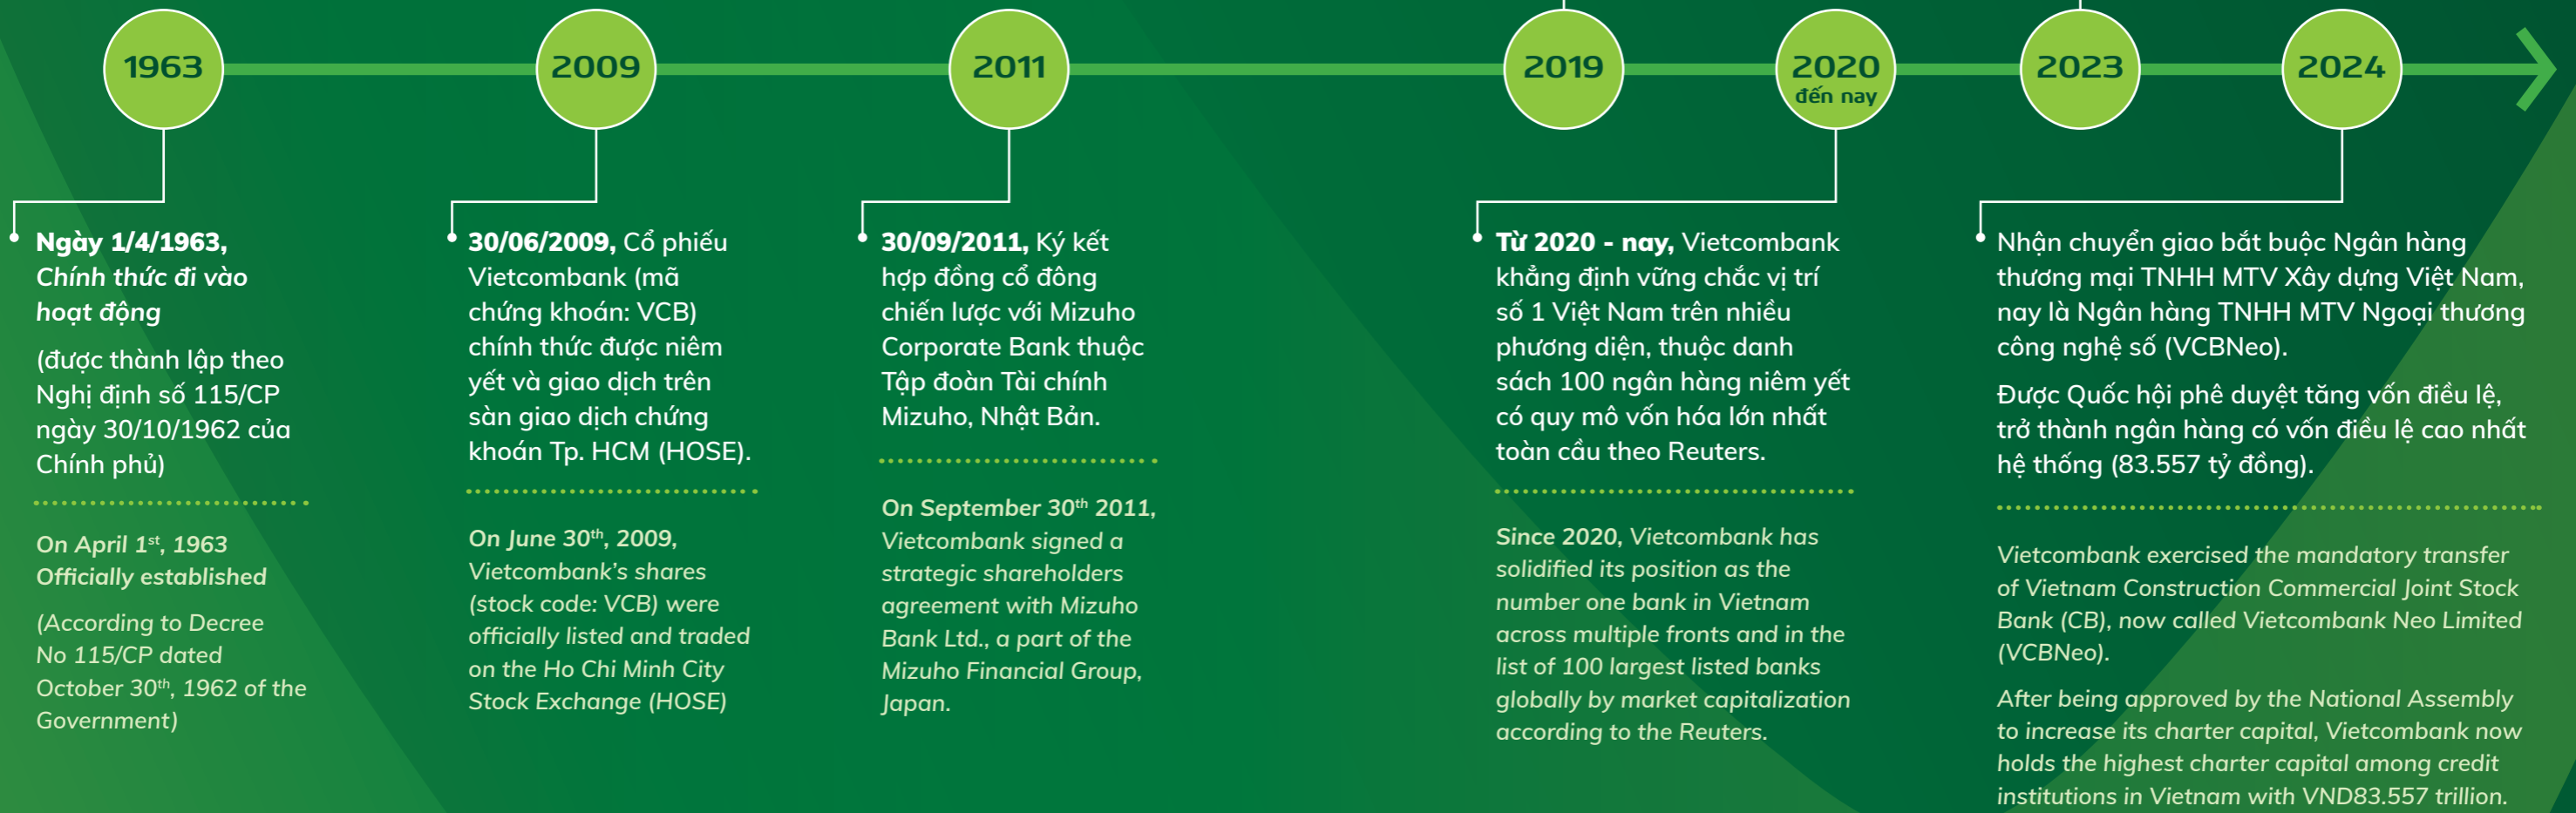 1963
2009
2011
2019
2020
đến nay
2023
2024
Ngày 1/4/1963,
Chính thức đi vào
hoạt động
(được thành lập theo
Nghị định số 115/CP
ngày 30/10/1962 của
Chính phủ)
On April 1st, 1963
Officially established
(According to Decree
No 115/CP dated
October 30th, 1962 of the
Government)
30/06/2009, Cổ phiếu
Vietcombank (mã
chứng khoán: VCB)
chính thức được niêm
yết và giao dịch trên
sàn giao dịch chứng
khoán Tp. HCM (HOSE).
On June 30th, 2009,
Vietcombank's shares
(stock code: VCB) were
officially listed and traded
on the Ho Chi Minh City
Stock Exchange (HOSE)
30/09/2011, Ký kết
hợp đồng cổ đông
chiến lược với Mizuho
Corporate Bank thuộc
Tập đoàn Tài chính
Mizuho, Nhật Bản.
On September 30th 2011,
Vietcombank signed a
strategic shareholders
agreement with Mizuho
Bank Ltd., a part of the
Mizuho Financial Group,
Japan.
Từ 2020 - nay, Vietcombank
khẳng định vững chắc vị trí
số 1 Việt Nam trên nhiều
phương diện, thuộc danh
sách 100 ngân hàng niêm yết
có quy mô vốn hóa lớn nhất
toàn cầu theo Reuters.
Since 2020, Vietcombank has
solidified its position as the
number one bank in Vietnam
across multiple fronts and in the
list of 100 largest listed banks
globally by market capitalization
according to the Reuters.
Nhận chuyển giao bắt buộc Ngân hàng
thương mại TNHH MTV Xây dựng Việt Nam,
nay là Ngân hàng TNHH MTV Ngoại thương
công nghệ số (VCBNeo).
Được Quốc hội phê duyệt tăng vốn điều lệ,
trở thành ngân hàng có vốn điều lệ cao nhất
hệ thống (83.557 tỷ đồng).
Vietcombank exercised the mandatory transfer
of Vietnam Construction Commercial Joint Stock
Bank (CB), now called Vietcombank Neo Limited
(VCBNeo).
After being approved by the National Assembly
to increase its charter capital, Vietcombank now
holds the highest charter capital among credit
institutions in Vietnam with VND83.557 trillion.